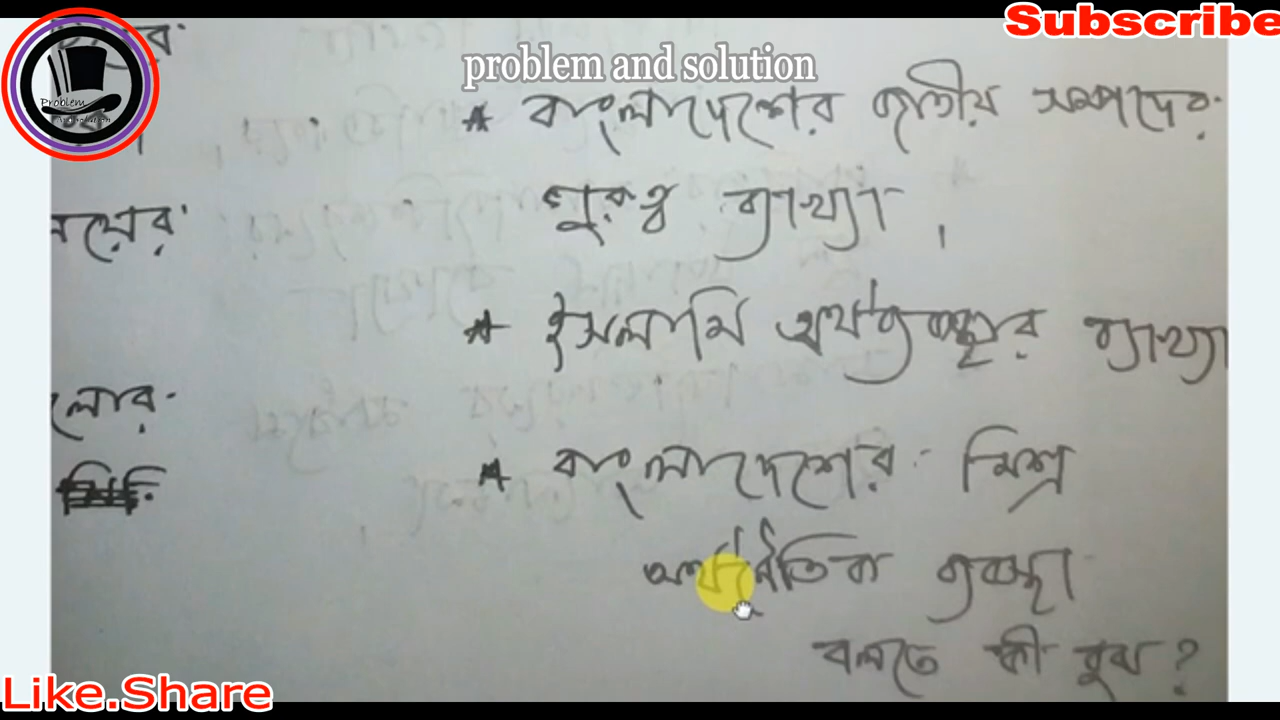 Subscribe
problem and solution
Problem
* বাংলাদেশের জাতীয় সম্পদের
গুরুত্ব ব্যাখ্যা ।
* ইসলামি অর্থব্যবস্থার ব্যাখ্যা
লোর
* বাংলাদেশের মিশ্র
অর্থনৈতিক ব্যবস্থা
বলতে কী বুঝ ?
Like.Share